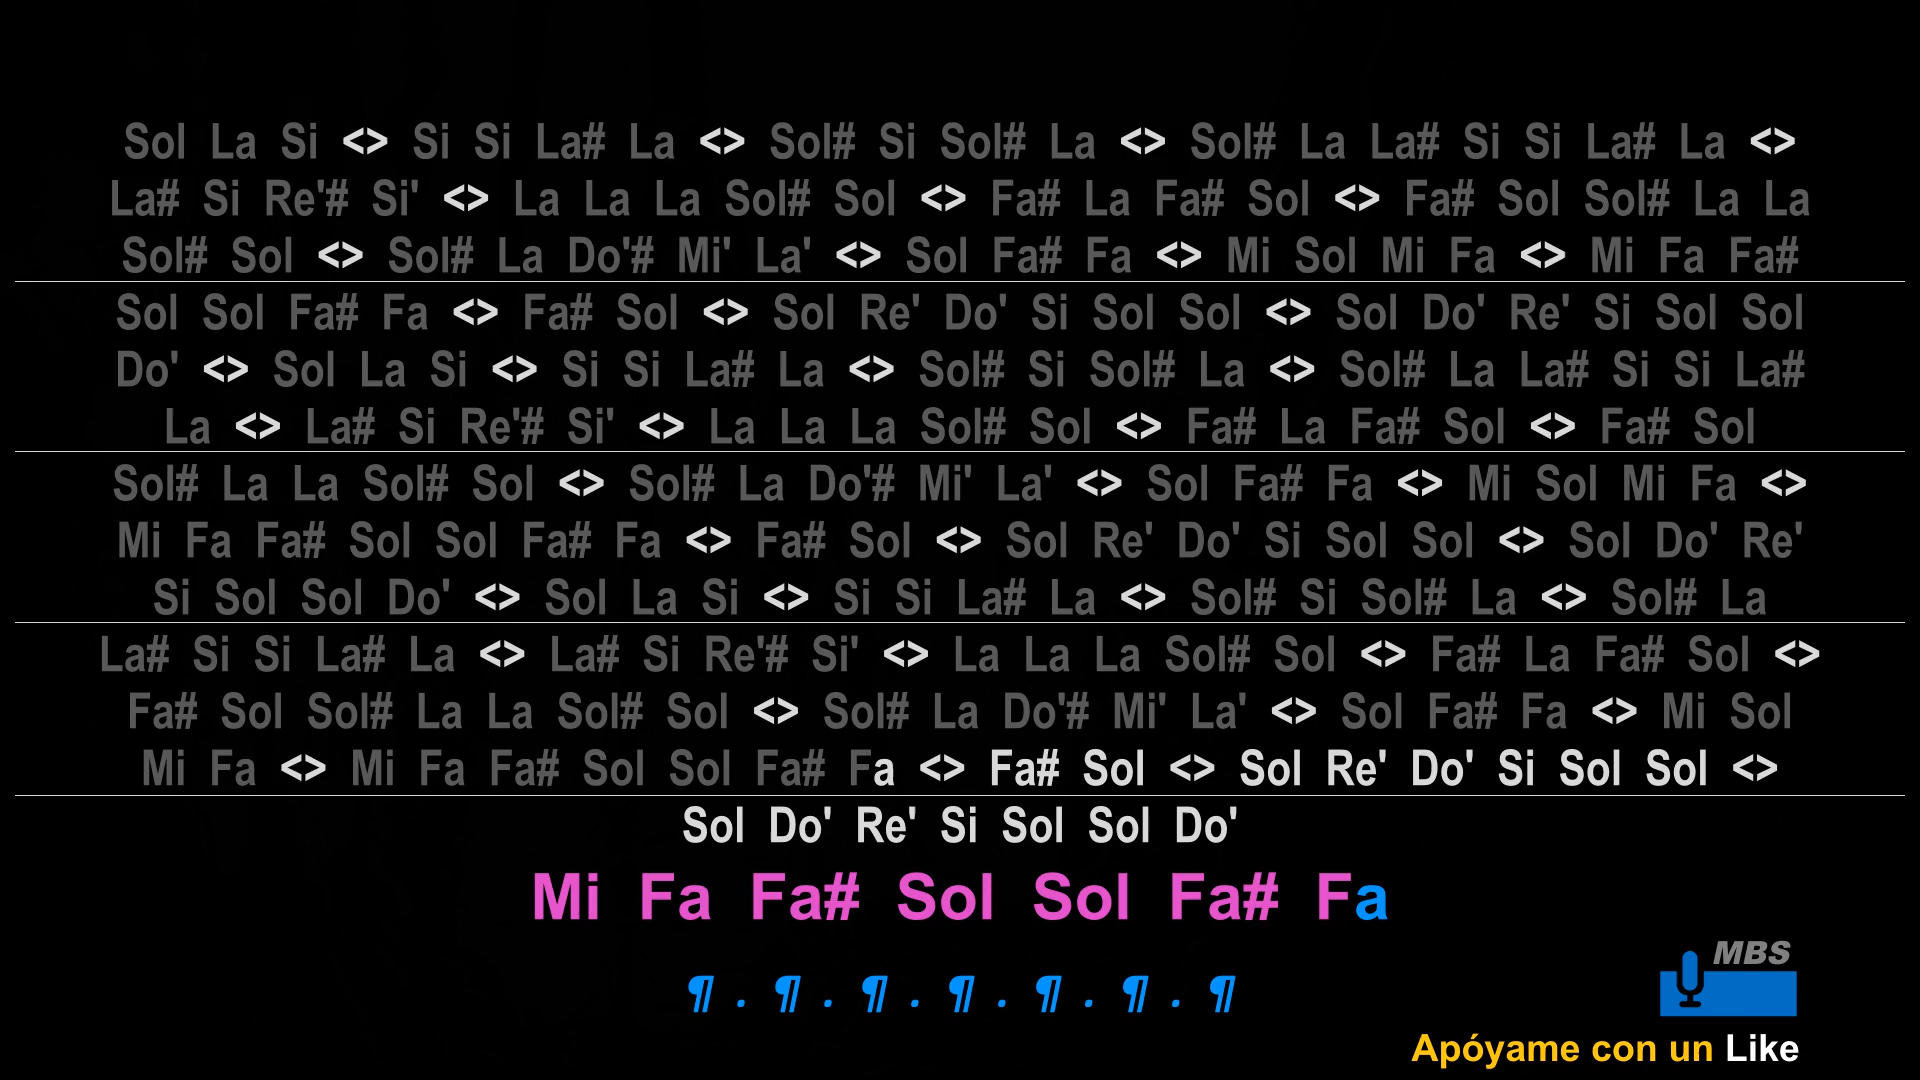 Sol La Si <> Si Si La# La <> Sol# Si Sol# La <> Sol# La La# Si Si La# La <>
La# Si Re'# Si' <> La La La Sol# Sol <> Fa# La Fa# Sol <> Fa# Sol Sol# La La
Sol# Sol <> Sol# La Do'# Mi' La' <> Sol Fa# Fa <> Mi Sol Mi Fa <> Mi Fa Fa#
Sol Sol Fa# Fa <> Fa# Sol <> Sol Re' Do' Si Sol Sol <> Sol Do' Re' Si Sol Sol
Do' <> Sol La Si <> Si Si La# La <> Sol# Si Sol# La <> Sol# La La# Si Si La#
La <> La# Si Re'# Si' <> La La La Sol# Sol <> Fa# La Fa# Sol <> Fa# Sol
Sol# La La Sol# Sol <> Sol# La Do'# Mi' La' <> Sol Fa# Fa <> Mi Sol Mi Fa <>
Mi Fa Fa# Sol Sol Fa# Fa <> Fa# Sol <> Sol Re' Do' Si Sol Sol <> Sol Do' Re'
Si Sol Sol Do' <> Sol La Si <> Si Si La# La <> Sol# Si Sol# La <> Sol# La
La# Si Si La# La <> La# Si Re'# Si' <> La La La Sol# Sol <> Fa# La Fa# Sol <>
Fa# Sol Sol# La La Sol# Sol <> Sol# La Do'# Mi' La' <> Sol Fa# Fa <> Mi Sol
Mi Fa <> Mi Fa Fa# Sol Sol Fa# Fa <> Fa# Sol <> Sol Re' Do' Si Sol Sol <>
Sol Do' Re' Si Sol Sol Do'
Mi Fa Fa# Sol Sol Fa# Fa
¶ . ¶ . ¶ . ¶ . ¶ . ¶ . ¶
MBS
Apóyame con un Like